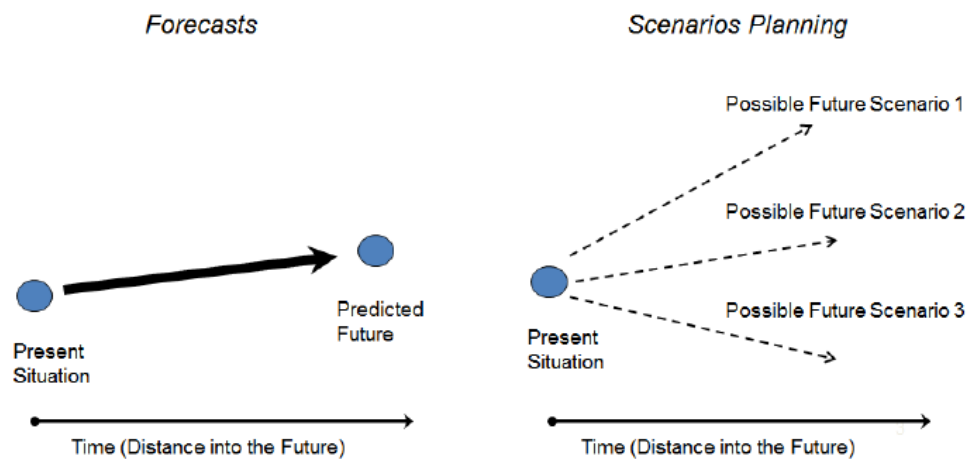 Forecasts
Predicted
Future
Present
Situation
Time (Distance into the Future)
Scenarios Planning
Possible Future Scenario 1
Possible Future Scenario 2
Possible Future Scenario 3
Present
Situation
Time (Distance into the Future)